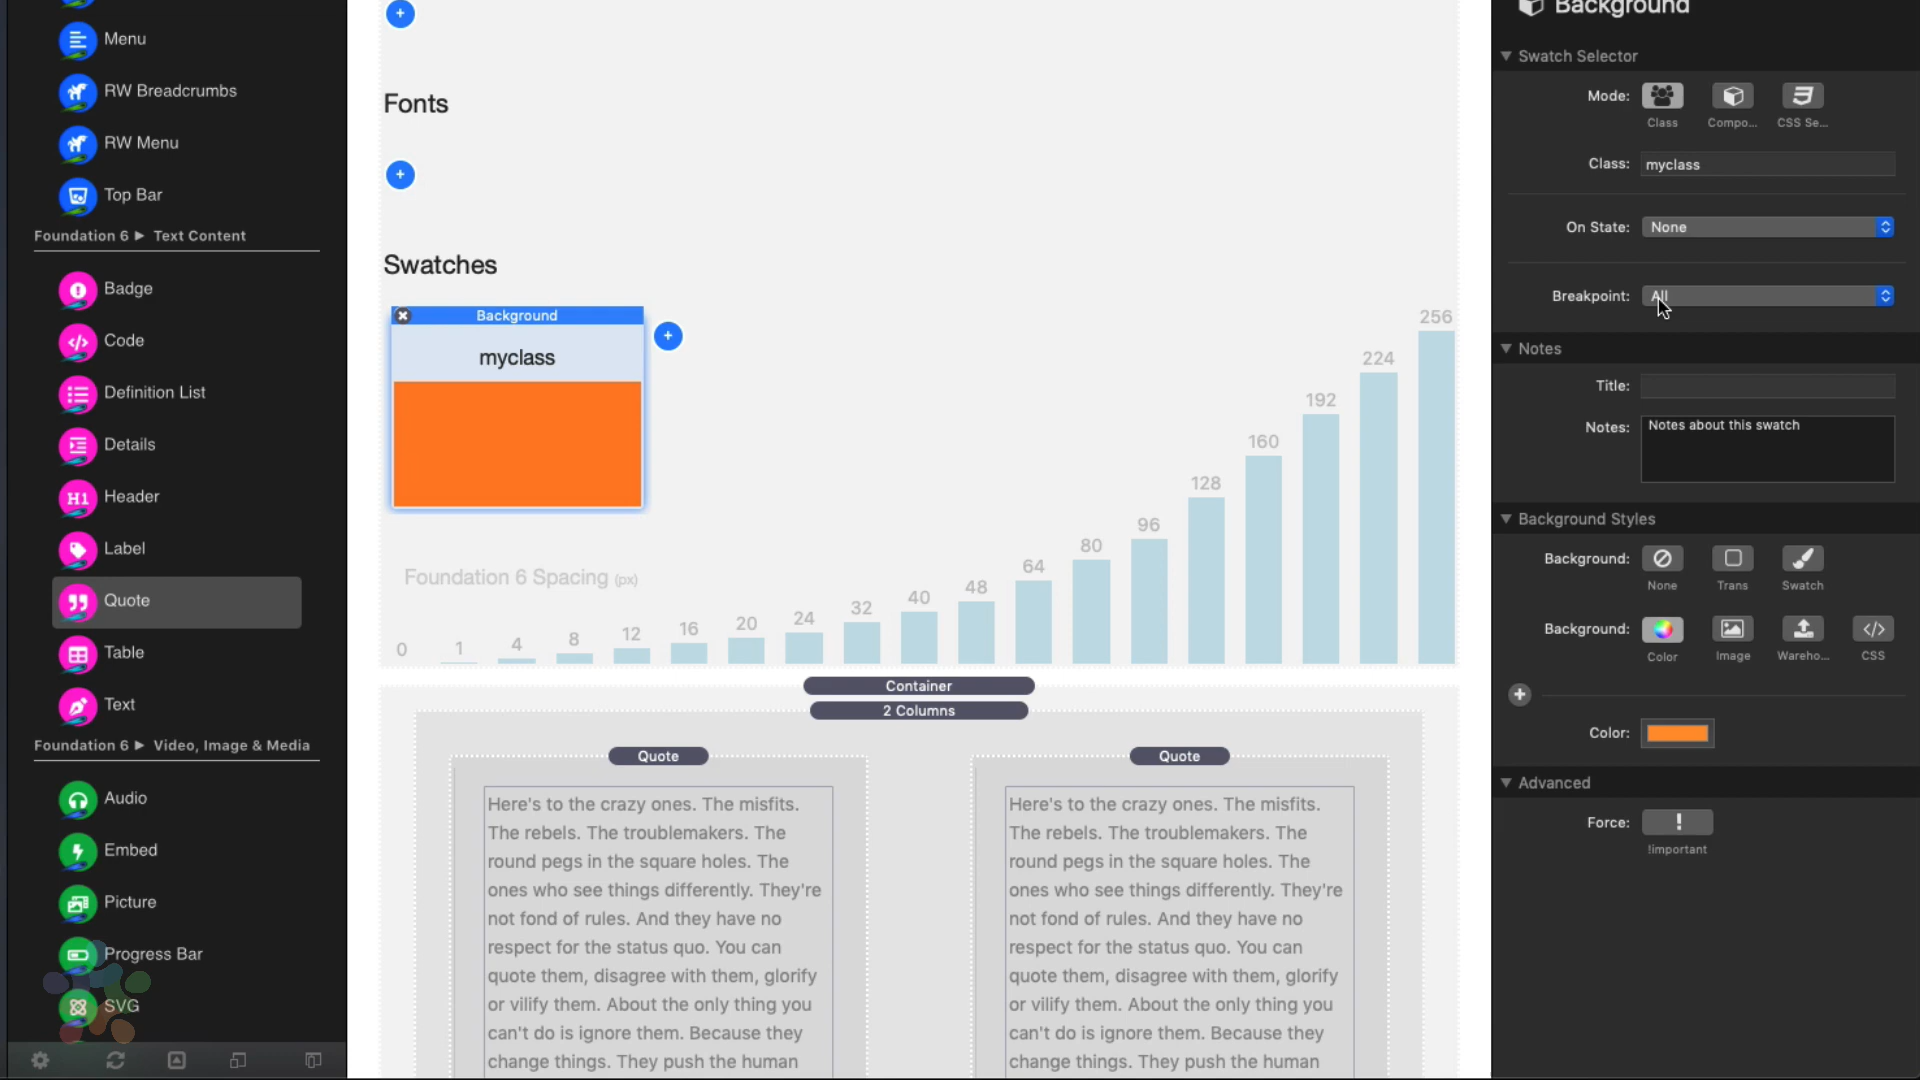 Menu
RW Breadcrumbs
RW Menu
Top Bar
Foundation 6 ▶ Text Content
Badge
Code
Definition List
Details
H1 Header
Label
Quote
Table
Text
Foundation 6 ▶ Video, Image & Media
Audio
Embed
Picture
Progress Bar
SVG
Fonts
Swatches
Background
myclass
Foundation 6 Spacing (px)
0
1
4
8
12
16
20
24
32
40
48
64
80
96
128
160
192
224
256
Container
2 Columns
Quote
Here's to the crazy ones. The misfits.
The rebels. The troublemakers. The
round pegs in the square holes. The
ones who see things differently. They're
not fond of rules. And they have no
respect for the status quo. You can
quote them, disagree with them, glorify
or vilify them. About the only thing you
can't do is ignore them. Because they
change things. They push the human
Quote
Here's to the crazy ones. The misfits.
The rebels. The troublemakers. The
round pegs in the square holes. The
ones who see things differently. They're
not fond of rules. And they have no
respect for the status quo. You can
quote them, disagree with them, glorify
or vilify them. About the only thing you
can't do is ignore them. Because they
change things. They push the human
Background
Swatch Selector
Mode:
Class Compo... CSS Se...
Class: myclass
On State: None
Breakpoint: All
Notes
Title:
Notes: Notes about this swatch
Background Styles
Background:
None Trans Swatch
Background:
Color Image Wareho... CSS
Color:
Advanced
Force: !
!important